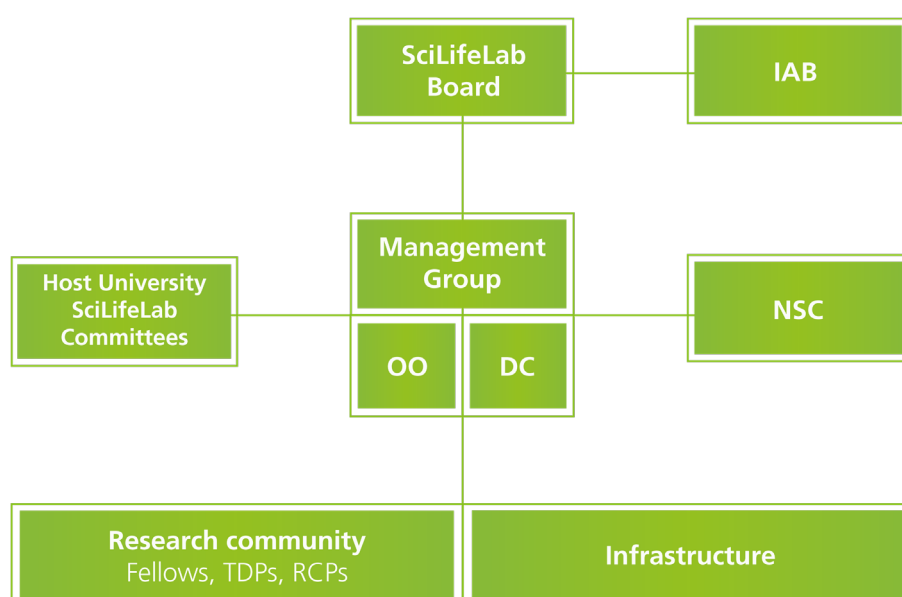 SciLifeLab
Board
IAB
Management
Group
Host University
SciLifeLab
Committees
NSC
OO
DC
Research community
Fellows, TDPs, RCPs
Infrastructure